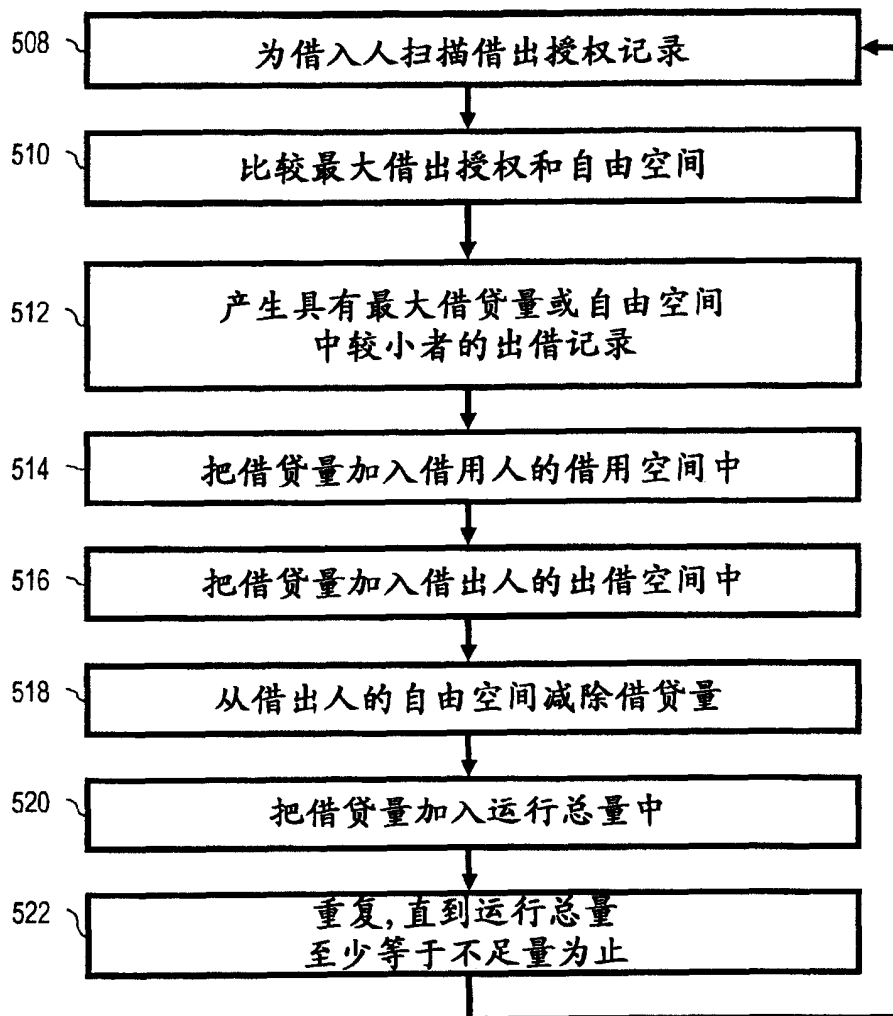 508 为借入人扫描借出授权记录
510 比较最大借出授权和自由空间
512 产生具有最大借贷量或自由空间
中较小者的出借记录
514 把借贷量加入借用人的借用空间中
516 把借贷量加入借出人的出借空间中
518 从借出人的自由空间减除借贷量
520 把借贷量加入运行总量中
522 重复,直到运行总量
至少等于不足量为止